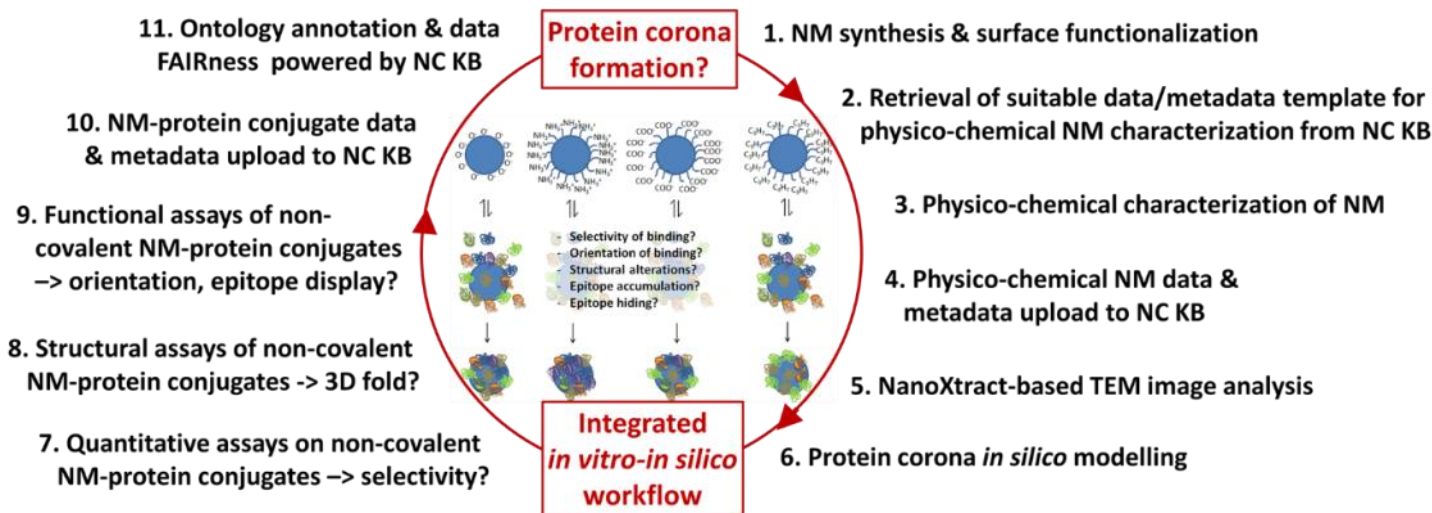 Protein corona
formation?
1. NM synthesis & surface functionalization
2. Retrieval of suitable data/metadata template for
physico-chemical NM characterization from NC KB
3. Physico-chemical characterization of NM
4. Physico-chemical NM data &
metadata upload to NC KB
5. NanoXtract-based TEM image analysis
6. Protein corona in silico modelling
Integrated
in vitro-in silico
workflow
7. Quantitative assays on non-covalent
NM-protein conjugates –> selectivity?
8. Structural assays of non-covalent
NM-protein conjugates -> 3D fold?
9. Functional assays of non-
covalent NM-protein conjugates
–> orientation, epitope display?
10. NM-protein conjugate data
& metadata upload to NC KB
11. Ontology annotation & data
FAIRness powered by NC KB
O⁻
NH₃⁺
COO⁻
C₃H₇
- Selectivity of binding?
- Orientation of binding?
- Structural alterations?
- Epitope accumulation?
- Epitope hiding?